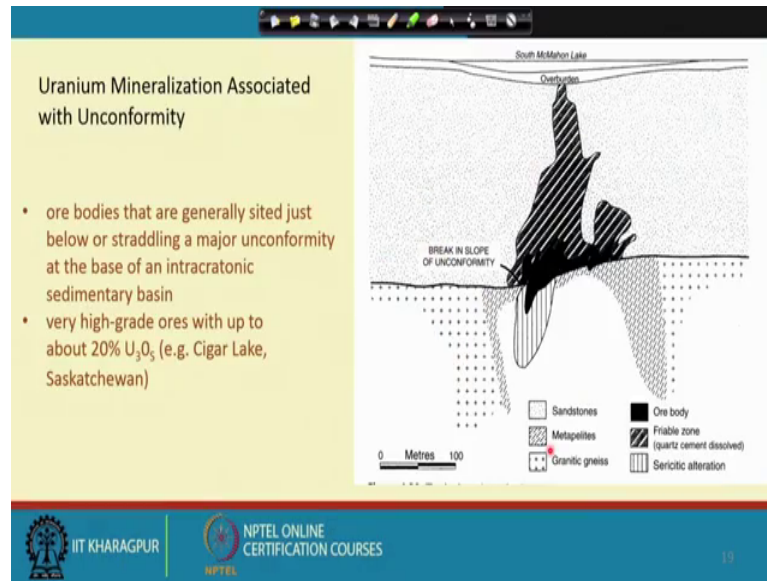 Uranium Mineralization Associated
with Unconformity
• ore bodies that are generally sited just
below or straddling a major unconformity
at the base of an intracratonic
sedimentary basin
• very high-grade ores with up to
about 20% U3O5 (e.g. Cigar Lake,
Saskatchewan)
South McMahon Lake
Overburden
BREAK IN SLOPE
OF UNCONFORMITY
0 Metres 100
Sandstones
Metapelites
Granitic gneiss
Ore body
Friable zone
(quartz cement dissolved)
Sericitic alteration
IIT KHARAGPUR
NPTEL
NPTEL ONLINE
CERTIFICATION COURSES
19